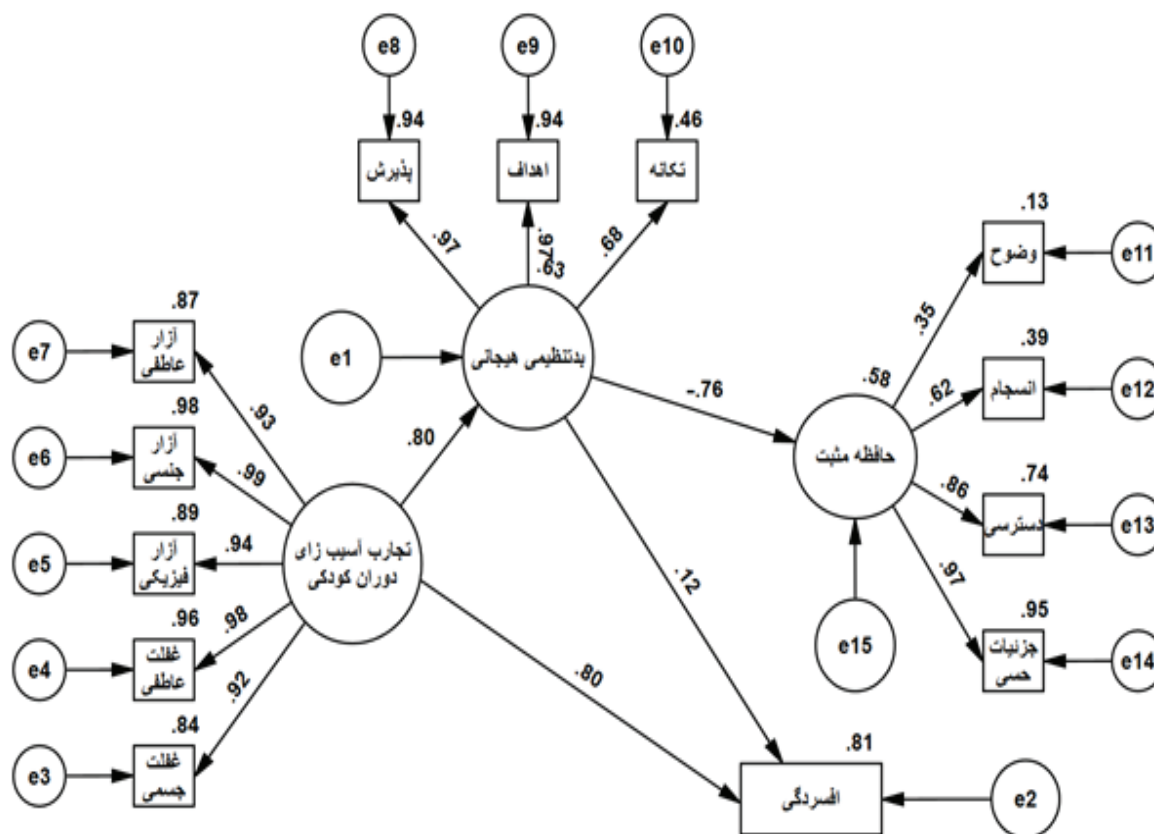 e8
e9
e10
.94
.94
.46
پذیرش
اهداف
تکانه
.97
.97
.68
.63
بدتنظیمی هیجانی
e1
.13
وضوح
e11
.35
.39
انسجام
e12
.62
.58
-.76
حافظه مثبت
.74
دسترسی
e13
.86
.97
.95
جزئیات
حسی
e14
e15
.87
آزار
عاطفی
e7
.93
.98
آزار
جنسی
e6
.99
.80
.89
آزار
فیزیکی
e5
.94
تجارب آسیب زای
دوران کودکی
.96
غفلت
عاطفی
e4
.98
.84
غفلت
جسمی
e3
.92
.12
.80
.81
افسردگی
e2